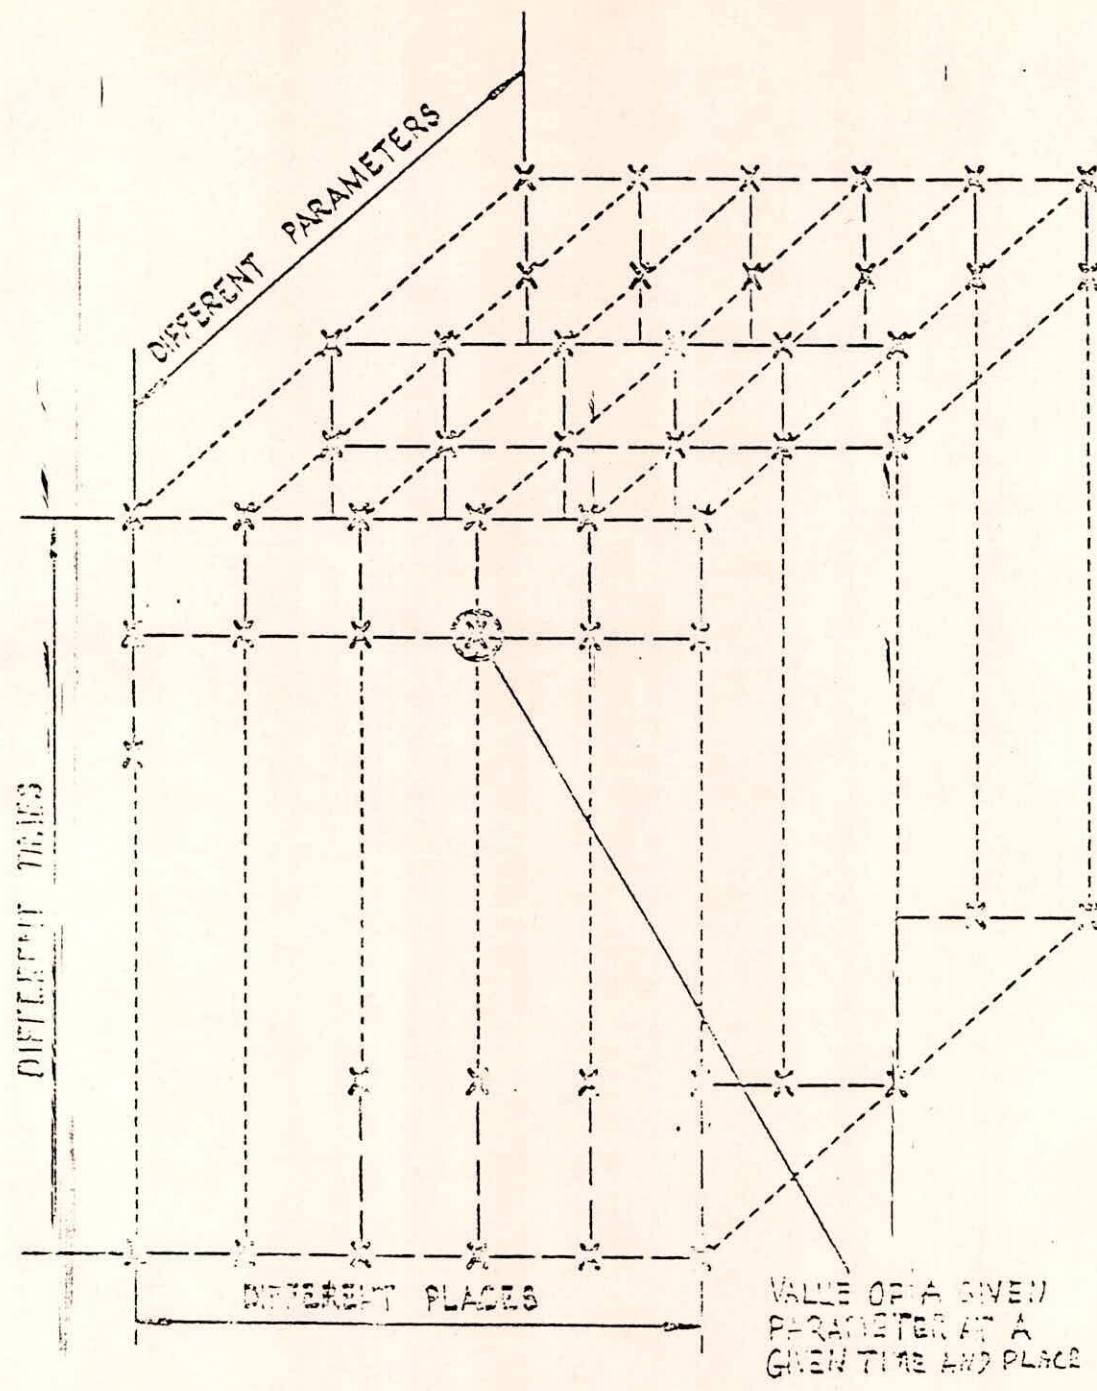 DIFFERENT PARAMETERS
DIFFERENT TIMES
DIFFERENT PLACES
VALUE OF A GIVEN
PARAMETER AT A
GIVEN TIME AND PLACE